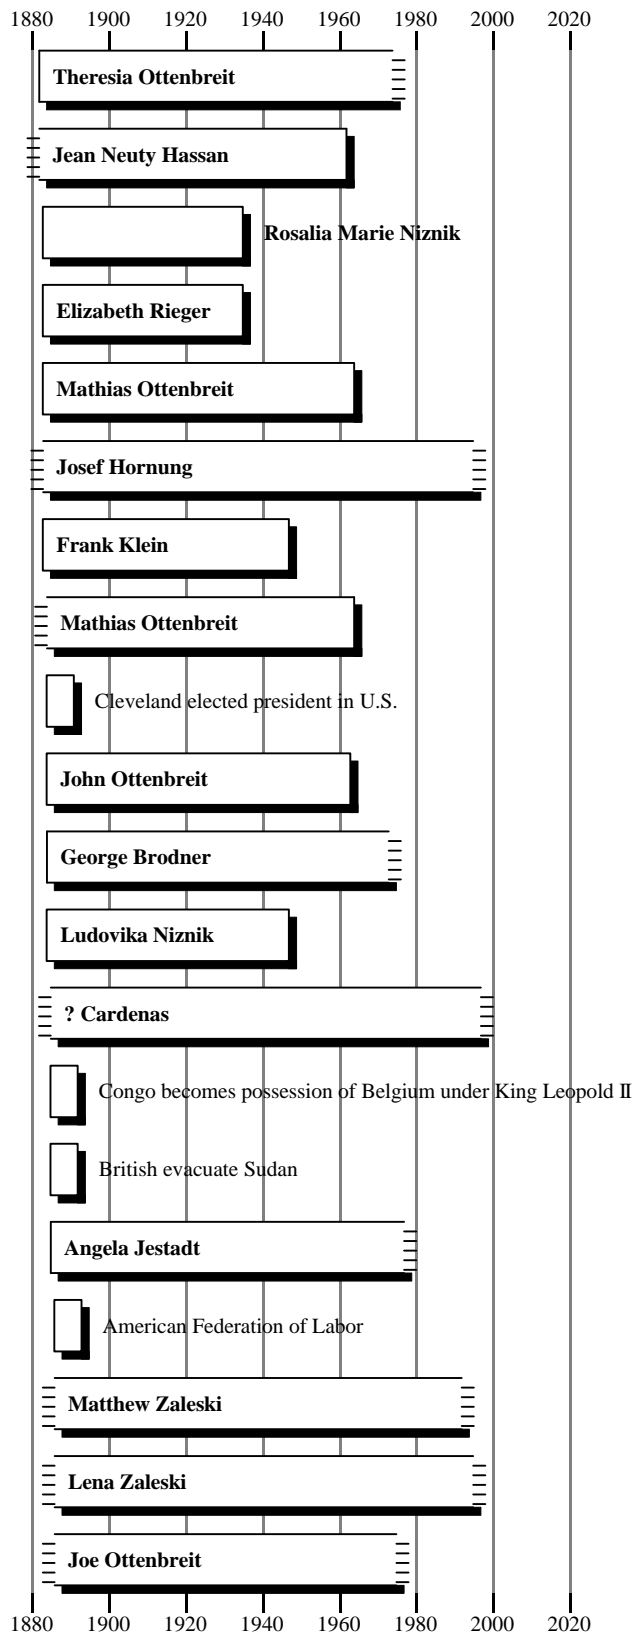 1880 1900 1920 1940 1960 1980 2000 2020
Theresia Ottenbreit
Jean Neuty Hassan
Rosalia Marie Niznik
Elizabeth Rieger
Mathias Ottenbreit
Josef Hornung
Frank Klein
Mathias Ottenbreit
Cleveland elected president in U.S.
John Ottenbreit
George Brodner
Ludovika Niznik
? Cardenas
Congo becomes possession of Belgium under King Leopold II
British evacuate Sudan
Angela Jestadt
American Federation of Labor
Matthew Zaleski
Lena Zaleski
Joe Ottenbreit
1880 1900 1920 1940 1960 1980 2000 2020